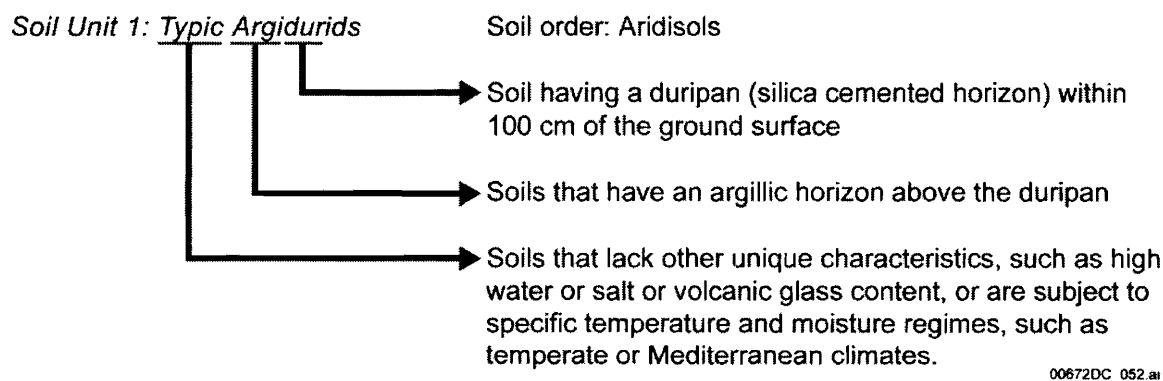 Soil Unit 1: Typic Argidurids
Soil order: Aridisols
Soil having a duripan (silica cemented horizon) within
100 cm of the ground surface
Soils that have an argillic horizon above the duripan
Soils that lack other unique characteristics, such as high
water or salt or volcanic glass content, or are subject to
specific temperature and moisture regimes, such as
temperate or Mediterranean climates.
00672DC_052.ai